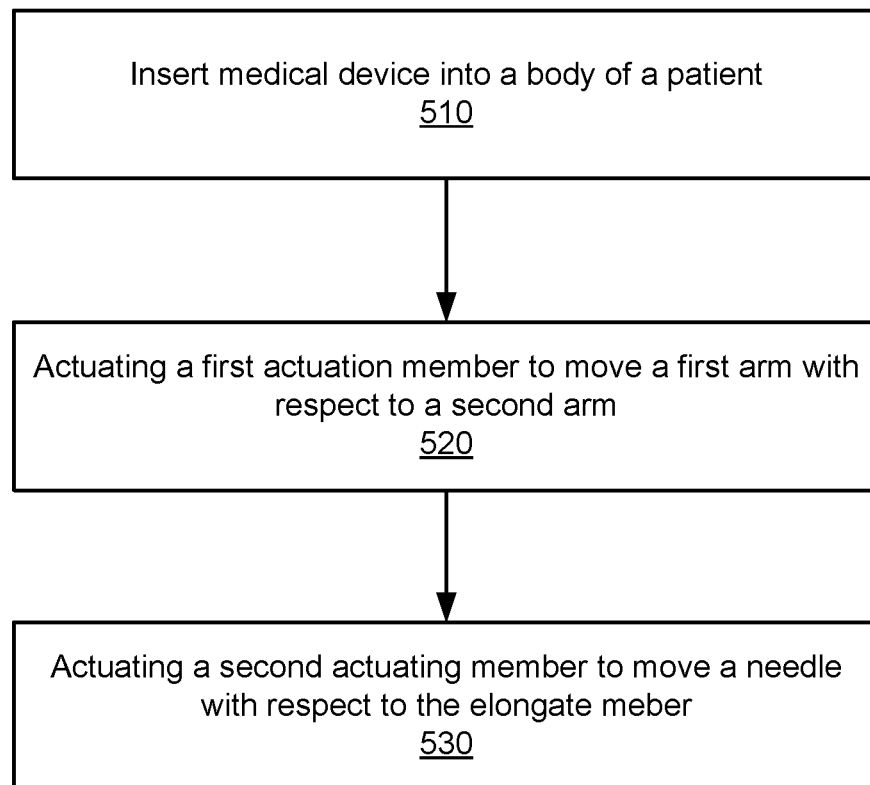 Insert medical device into a body of a patient
510
Actuating a first actuation member to move a first arm with
respect to a second arm
520
Actuating a second actuating member to move a needle
with respect to the elongate meber
530